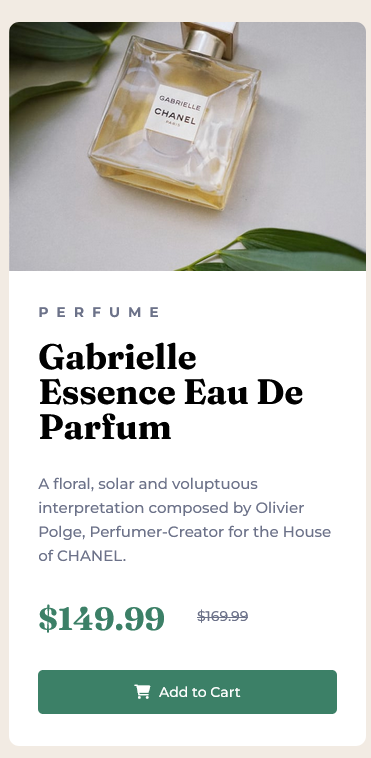 GABRIELLE
CHANEL
PARIS
PERFUME
Gabrielle
Essence Eau De
Parfum
A floral, solar and voluptuous
interpretation composed by Olivier
Polge, Perfumer-Creator for the House
of CHANEL.
$149.99 $169.99
Add to Cart